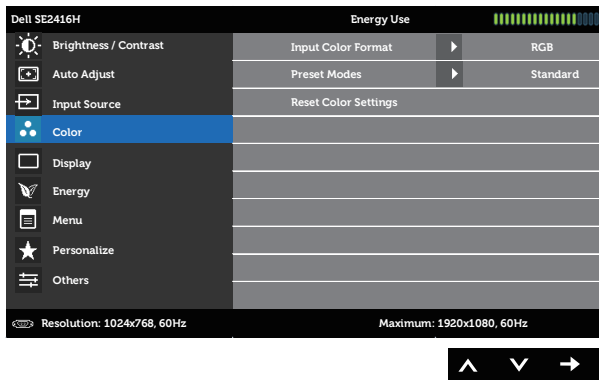 Dell SE2416H Energy Use
Brightness / Contrast Input Color Format RGB
Auto Adjust Preset Modes Standard
Input Source Reset Color Settings
Color
Display
Energy
Menu
Personalize
Others
Resolution: 1024x768, 60Hz Maximum: 1920x1080, 60Hz